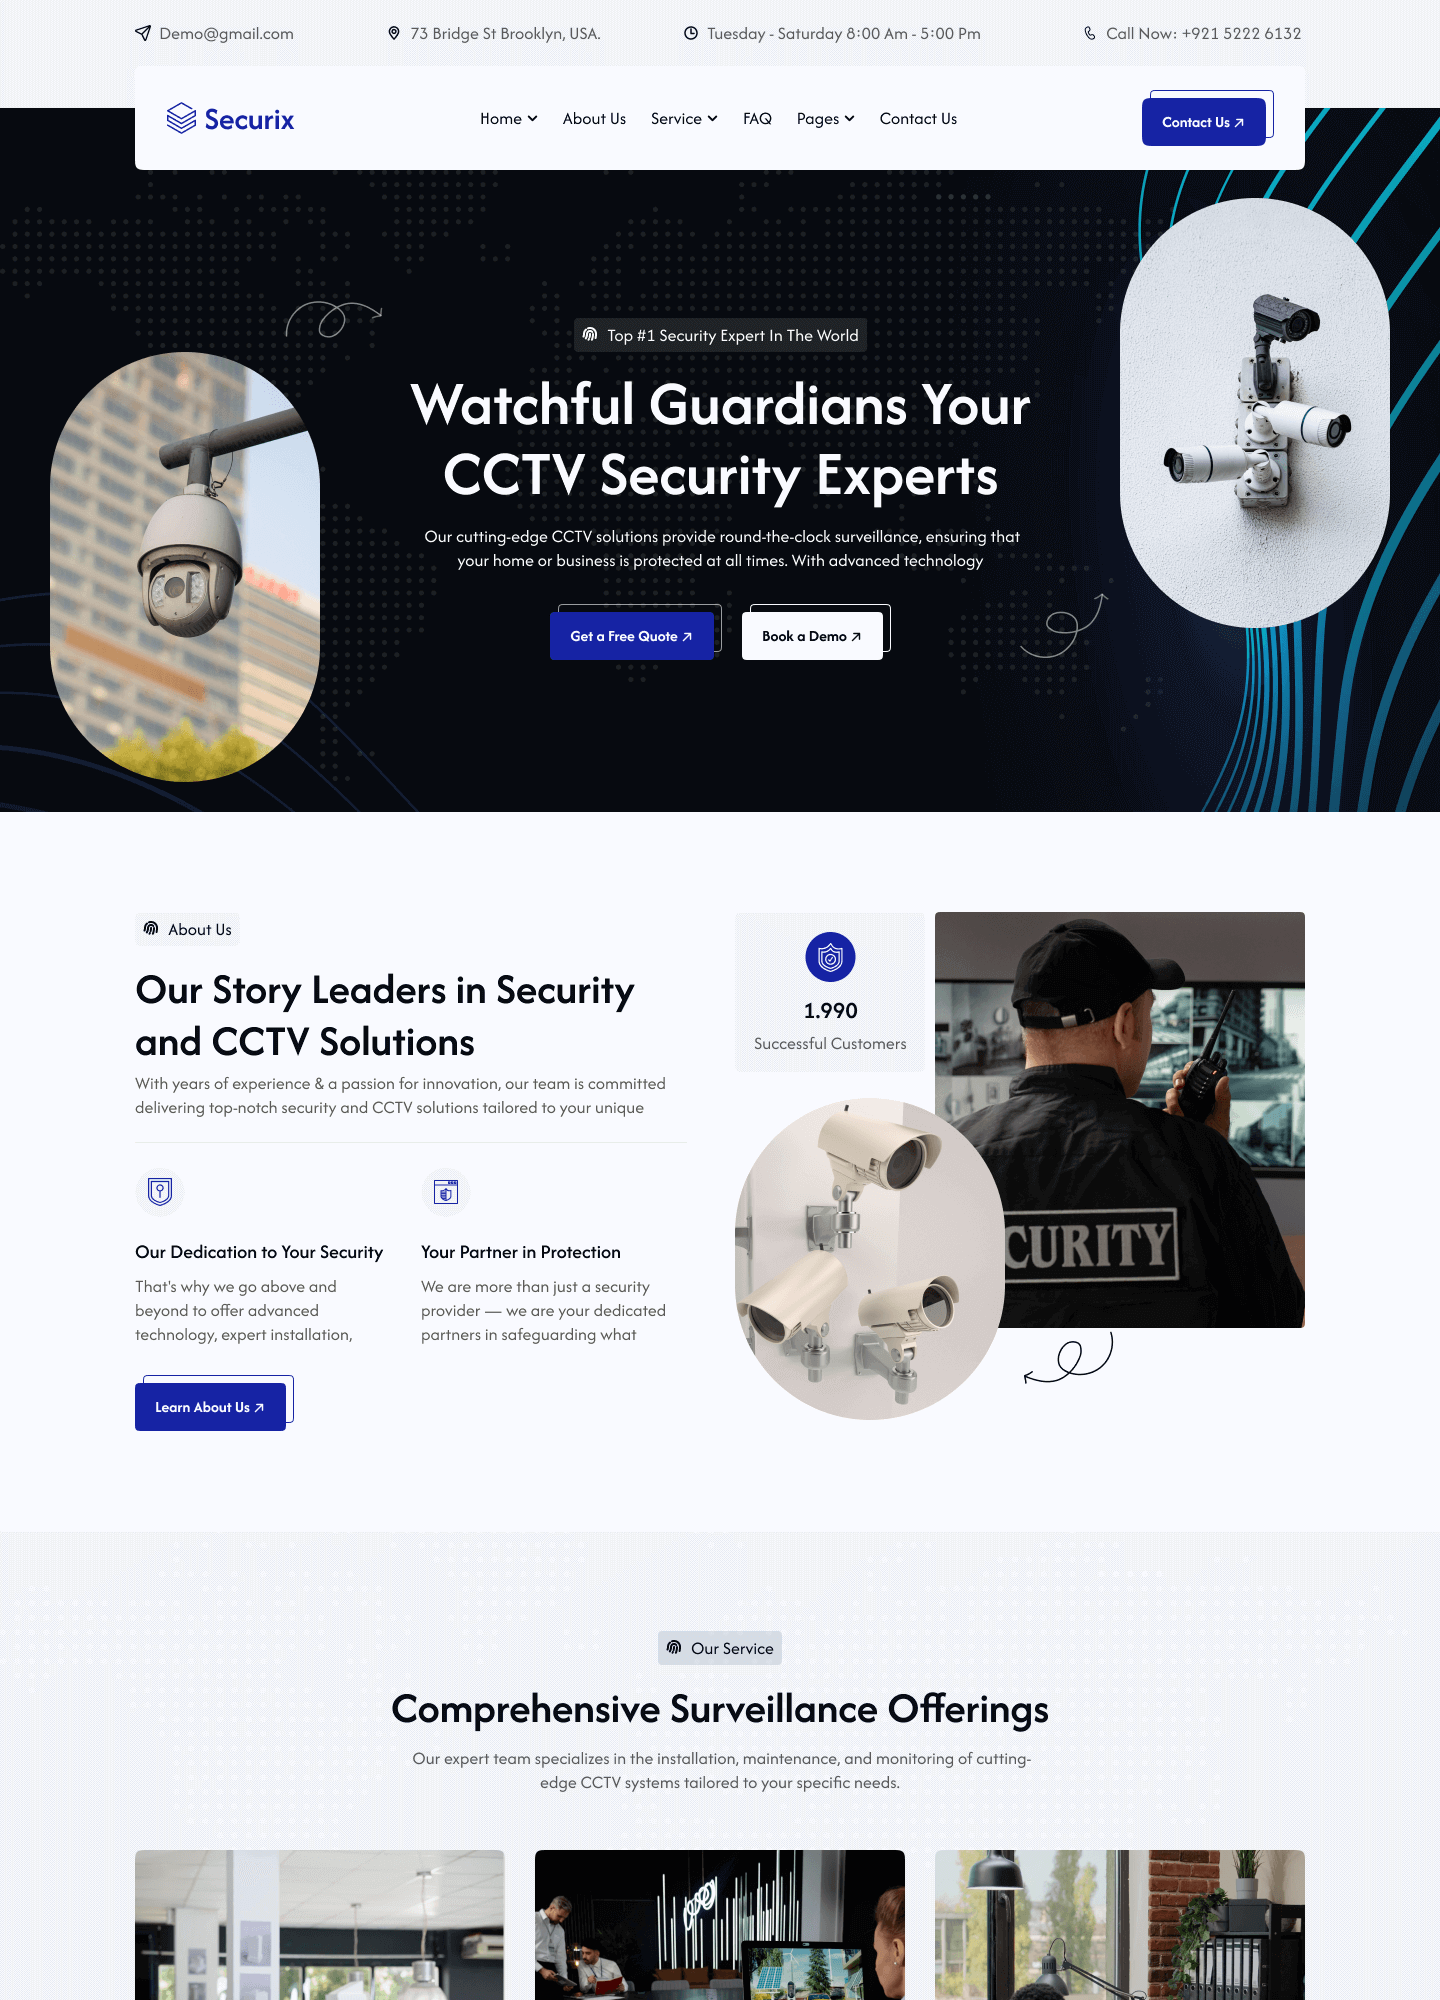 Demo@gmail.com
73 Bridge St Brooklyn, USA.
Tuesday - Saturday 8:00 Am - 5:00 Pm
Call Now: +921 5222 6132
Securix
Home
About Us
Service
FAQ
Pages
Contact Us
Contact Us
Top #1 Security Expert In The World
Watchful Guardians Your
CCTV Security Experts
Our cutting-edge CCTV solutions provide round-the-clock surveillance, ensuring that
your home or business is protected at all times. With advanced technology
Get a Free Quote
Book a Demo
About Us
Our Story Leaders in Security
and CCTV Solutions
With years of experience & a passion for innovation, our team is committed
delivering top-notch security and CCTV solutions tailored to your unique
Our Dedication to Your Security
That's why we go above and
beyond to offer advanced
technology, expert installation,
Your Partner in Protection
We are more than just a security
provider — we are your dedicated
partners in safeguarding what
Learn About Us
1.990
Successful Customers
CURITY
Our Service
Comprehensive Surveillance Offerings
Our expert team specializes in the installation, maintenance, and monitoring of cutting-
edge CCTV systems tailored to your specific needs.